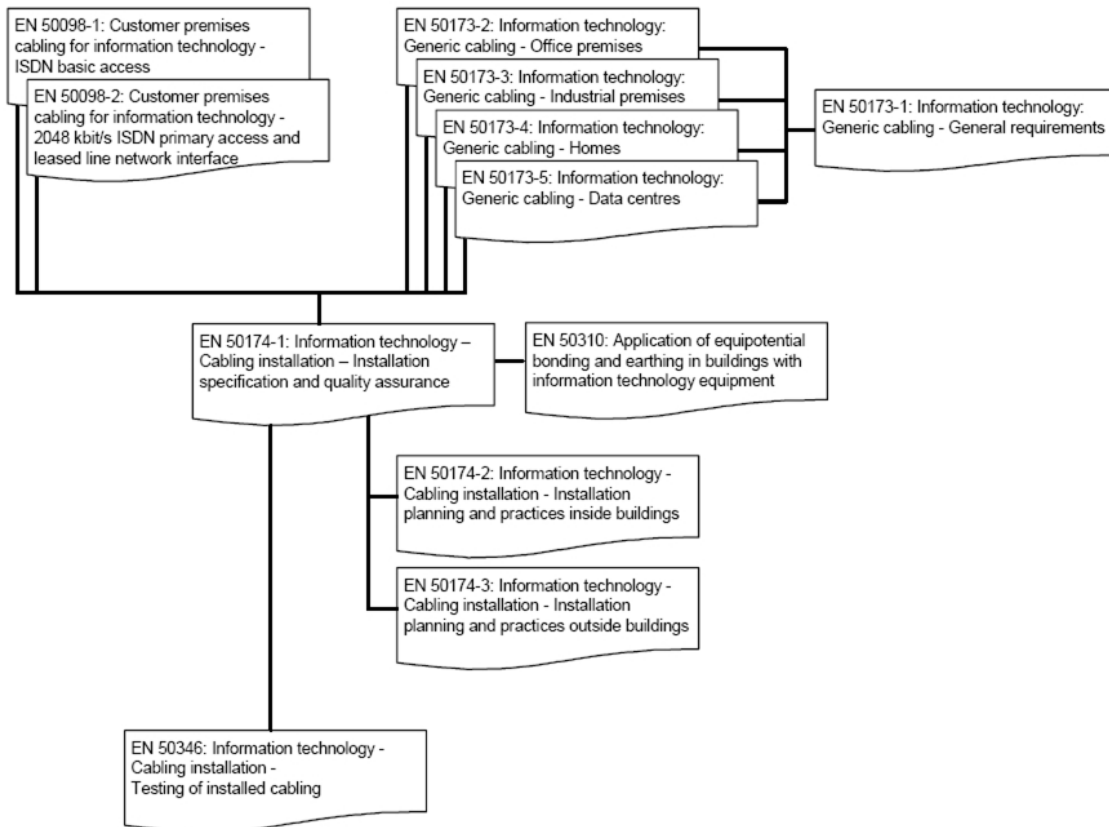 EN 50098-1: Customer premises
cabling for information technology -
ISDN basic access
EN 50098-2: Customer premises
cabling for information technology -
2048 kbit/s ISDN primary access and
leased line network interface
EN 50173-2: Information technology:
Generic cabling - Office premises
EN 50173-3: Information technology:
Generic cabling - Industrial premises
EN 50173-4: Information technology:
Generic cabling - Homes
EN 50173-5: Information technology:
Generic cabling - Data centres
EN 50173-1: Information technology:
Generic cabling - General requirements
EN 50174-1: Information technology –
Cabling installation – Installation
specification and quality assurance
EN 50310: Application of equipotential
bonding and earthing in buildings with
information technology equipment
EN 50174-2: Information technology -
Cabling installation - Installation
planning and practices inside buildings
EN 50174-3: Information technology -
Cabling installation - Installation
planning and practices outside buildings
EN 50346: Information technology -
Cabling installation -
Testing of installed cabling